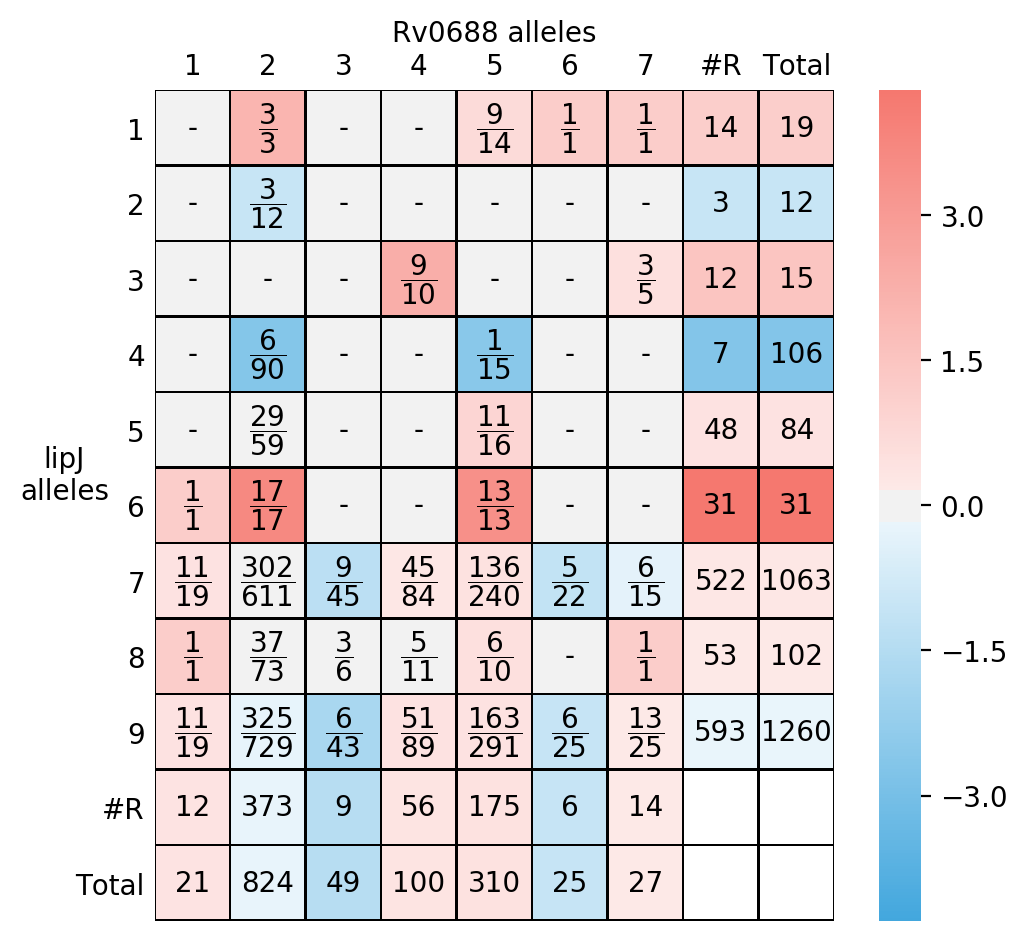 Rv0688 alleles
1 2 3 4 5 6 7 #R Total
1 - 3/3 - - 9/14 1/1 1/1 14 19
2 - 3/12 - - - - - 3 12
3 - - - 9/10 - - 3/5 12 15
4 - 6/90 - - 1/15 - - 7 106
5 - 29/59 - - 11/16 - - 48 84
lipJ
alleles
6 1/1 17/17 - - 13/13 - - 31 31
7 11/19 302/611 9/45 45/84 136/240 5/22 6/15 522 1063
8 1/1 37/73 3/6 5/11 6/10 - 1/1 53 102
9 11/19 325/729 6/43 51/89 163/291 6/25 13/25 593 1260
#R 12 373 9 56 175 6 14
Total 21 824 49 100 310 25 27
3.0
1.5
0.0
−1.5
−3.0